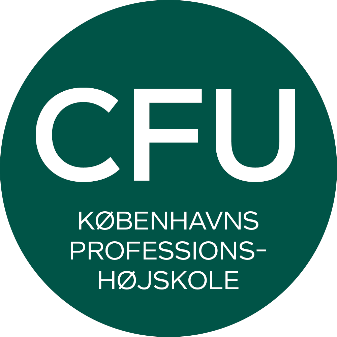 CFU
KØBENHAVNS
PROFESSIONS-
HØJSKOLE